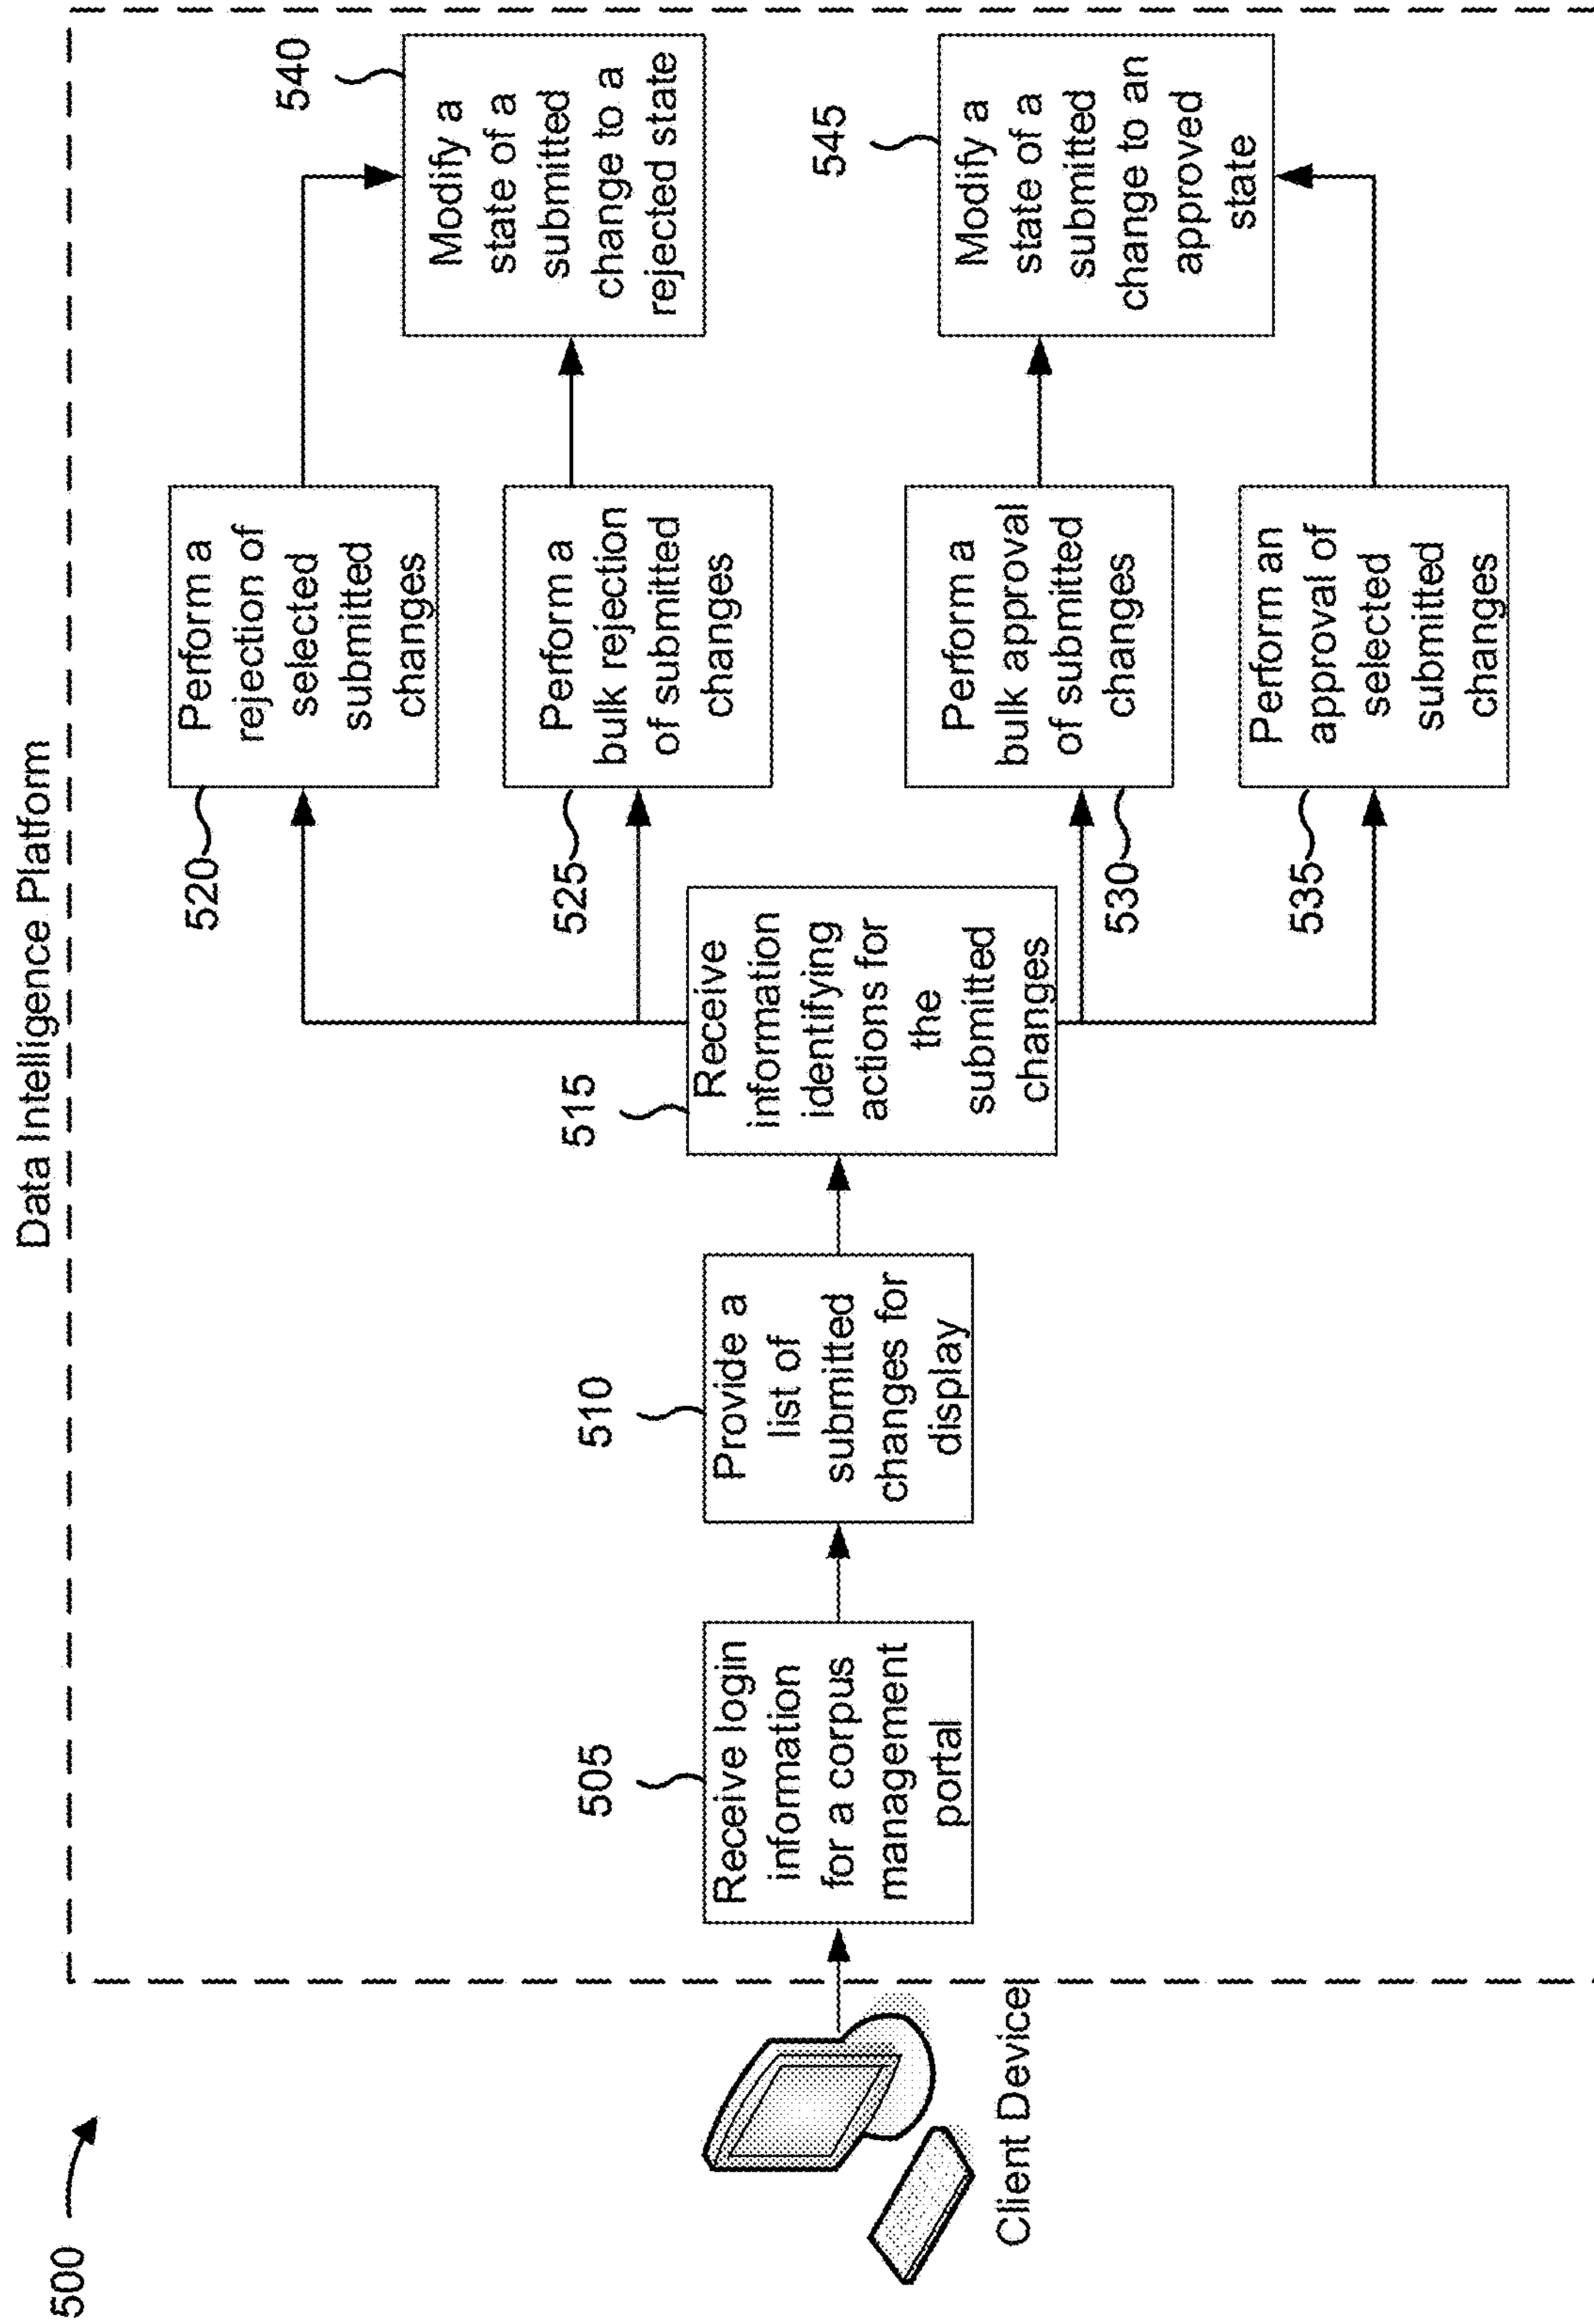 500
Data Intelligence Platform
Client Device
505
Receive login
information
for a corpus
management
portal
510
Provide a
list of
submitted
changes for
display
515
Receive
information
identifying
actions for
the
submitted
changes
520
Perform a
rejection of
selected
submitted
changes
525
Perform a
bulk rejection
of submitted
changes
530
Perform a
bulk approval
of submitted
changes
535
Perform an
approval of
selected
submitted
changes
540
Modify a
state of a
submitted
change to a
rejected state
545
Modify a
state of a
submitted
change to an
approved
state